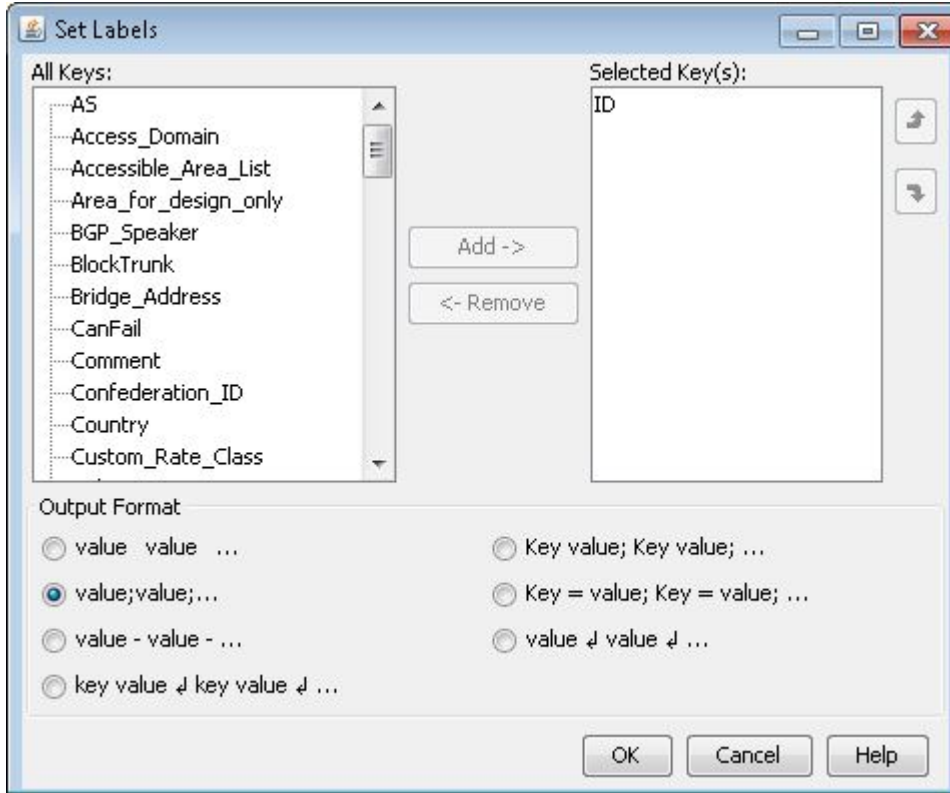 Set Labels
All Keys:
Selected Key(s):
AS
Access_Domain
Accessible_Area_List
Area_for_design_only
BGP_Speaker
BlockTrunk
Bridge_Address
CanFail
Comment
Confederation_ID
Country
Custom_Rate_Class
Add ->
<- Remove
ID
Output Format
value value ...
Key value; Key value; ...
value;value;...
Key = value; Key = value; ...
value - value - ...
value ↲ value ↲ ...
key value ↲ key value ↲ ...
OK
Cancel
Help